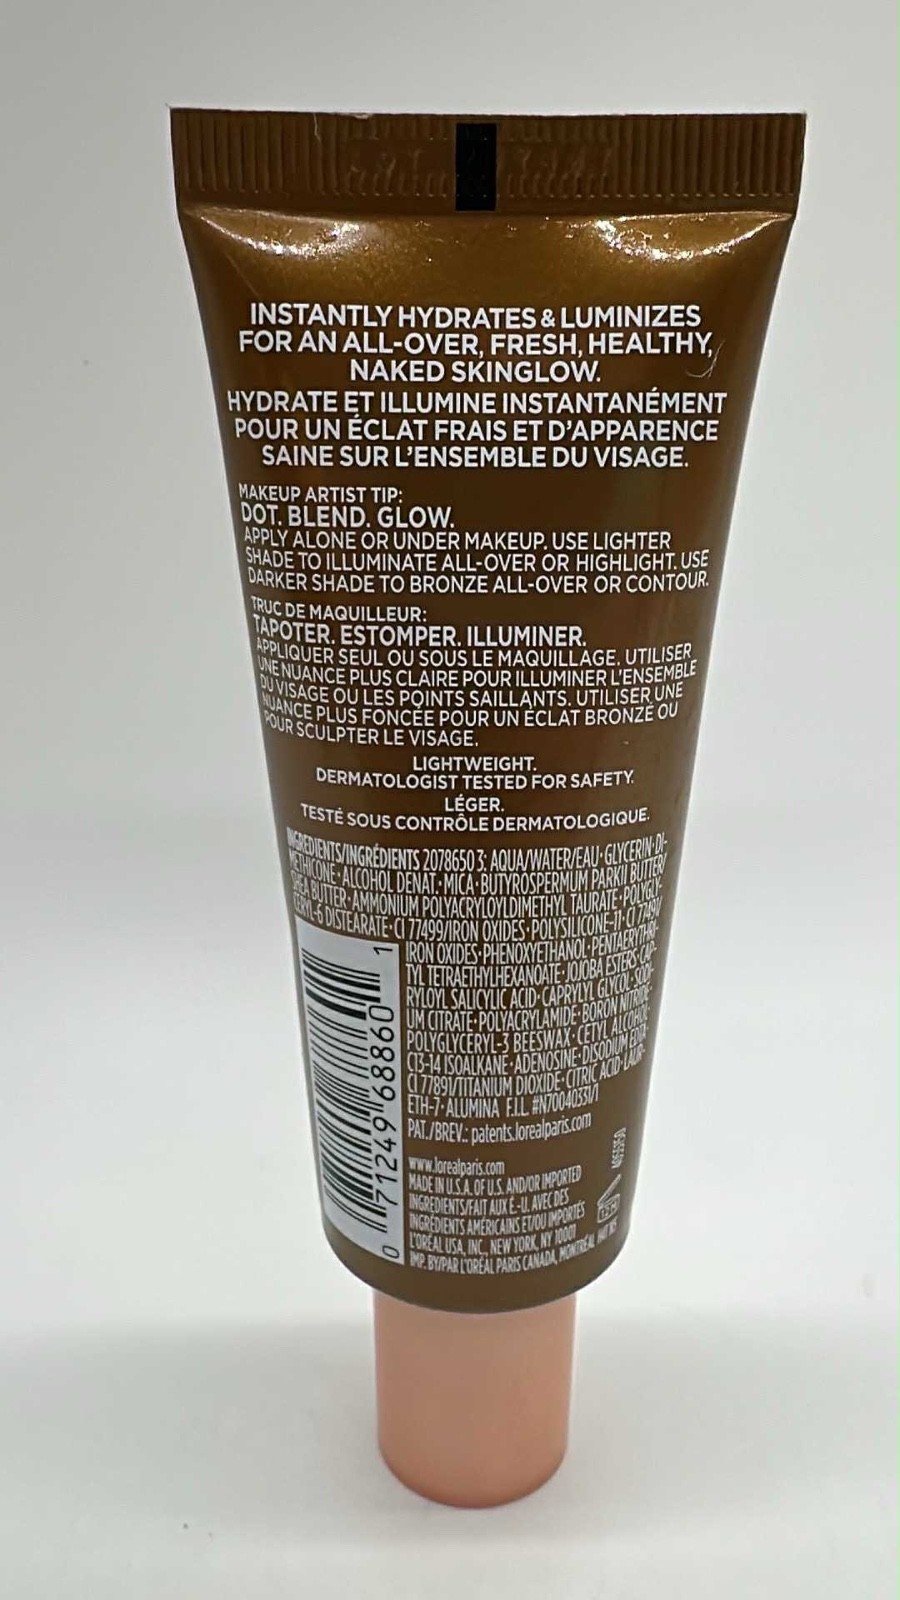 INSTANTLY HYDRATES & LUMINIZES
FOR AN ALL-OVER, FRESH, HEALTHY,
NAKED SKINGLOW.
HYDRATE ET ILLUMINE INSTANTANÉMENT
POUR UN ÉCLAT FRAIS ET D'APPARENCE
SAINE SUR L'ENSEMBLE DU VISAGE.
MAKEUP ARTIST TIP:
DOT. BLEND. GLOW.
APPLY ALONE OR UNDER MAKEUP. USE LIGHTER
SHADE TO ILLUMINATE ALL-OVER OR HIGHLIGHT. USE
DARKER SHADE TO BRONZE ALL-OVER OR CONTOUR.
TRUC DE MAQUILLEUR:
TAPOTER. ESTOMPER. ILLUMINER.
APPLIQUER SEUL OU SOUS LE MAQUILLAGE. UTILISER
UNE NUANCE PLUS CLAIRE POUR ILLUMINER L'ENSEMBLE
DU VISAGE OU LES POINTS SAILLANTS. UTILISER UNE
NUANCE PLUS FONCÉE POUR UN ÉCLAT BRONZÉ OU
POUR SCULPTER LE VISAGE.
LIGHTWEIGHT.
DERMATOLOGIST TESTED FOR SAFETY.
LÉGER.
TESTÉ SOUS CONTRÔLE DERMATOLOGIQUE.
INGREDIENTS/INGRÉDIENTS 2078650 3: AQUA/WATER/EAU·GLYCERIN·DI-
METHICONE·ALCOHOL DENAT·MICA·BUTYROSPERMUM PARKII BUTTER/
SHEA BUTTER·AMMONIUM POLYACRYLOYLDIMETHYL TAURATE·POLYGLY-
CERYL-6 DISTEARATE·CI 77499/IRON OXIDES·POLYSILICONE-11·CI 77491/
IRON OXIDES·PHENOXYETHANOL·PENTAERYTHRI-
TYL TETRAETHYLHEXANOATE·JOJOBA ESTERS·CAP-
RYLOYL SALICYLIC ACID·CAPRYLYL GLYCOL·SODI-
UM CITRATE·POLYACRYLAMIDE·BORON NITRIDE·
POLYGLYCERYL-3 BEESWAX·CETYL ALCOHOL·
C13-14 ISOALKANE·ADENOSINE·DISODIUM EDTA·
CI 77891/TITANIUM DIOXIDE·CITRIC ACID·LAUR-
ETH-7·ALUMINA F.I.L. #N70040331/1
PAT./BREV.: patents.lorealparis.com
www.lorealparis.com
MADE IN U.S.A. OF U.S. AND/OR IMPORTED
INGREDIENTS/FAIT AUX É.-U. AVEC DES
INGRÉDIENTS AMÉRICAINS ET/OU IMPORTÉS
L'ORÉAL USA, INC., NEW YORK, NY 10001
IMP. BY/PAR L'ORÉAL PARIS CANADA, MONTRÉAL
0 71249 68860 1